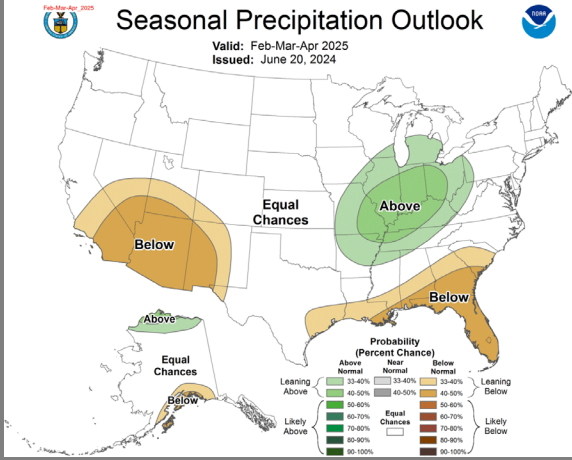 Feb-Mar-Apr 2025
Seasonal Precipitation Outlook
NOAA
Valid: Feb-Mar-Apr 2025
Issued: June 20, 2024
Equal
Chances
Above
Below
Below
Above
Equal
Chances
Below
Probability
(Percent Chance)
Above
Normal
Near
Normal
Below
Normal
Leaning
Above
33-40%
40-50%
33-40%
40-50%
33-40%
40-50%
Leaning
Below
Likely
Above
50-60%
60-70%
70-80%
80-90%
90-100%
Equal
Chances
50-60%
60-70%
70-80%
80-90%
90-100%
Likely
Below